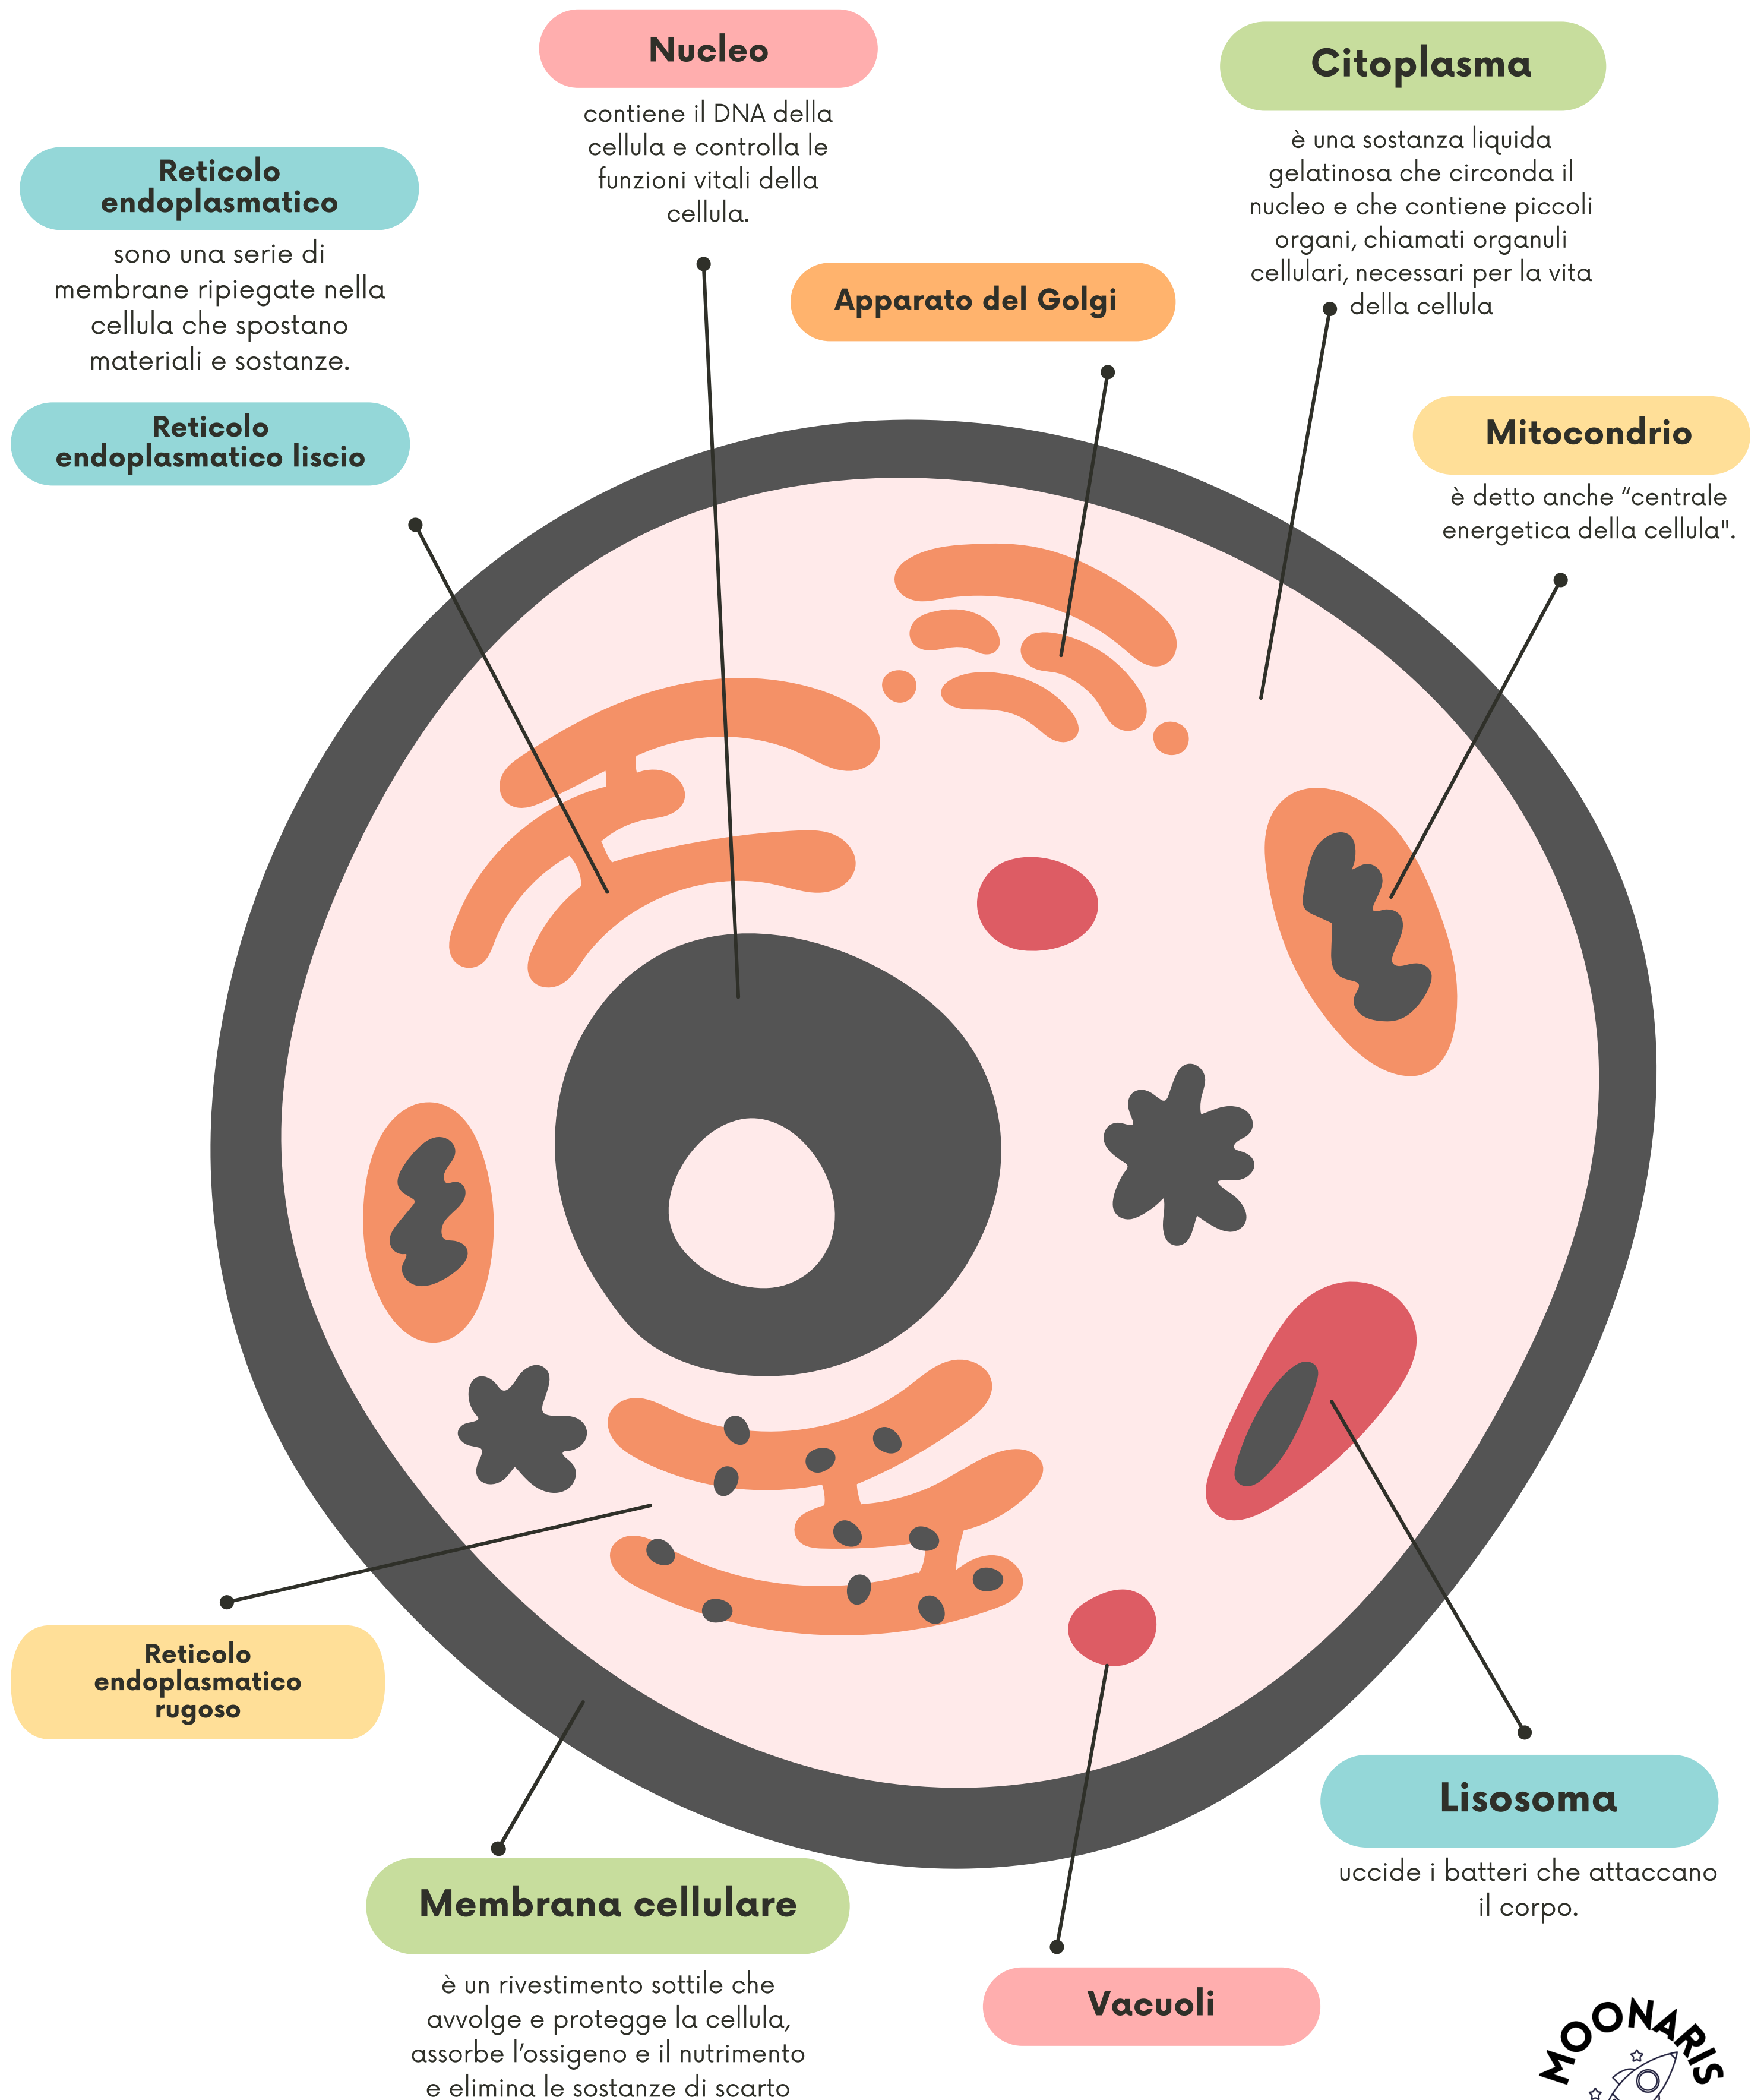 Nucleo
contiene il DNA della
cellula e controlla le
funzioni vitali della
cellula.
Citoplasma
è una sostanza liquida
gelatinosa che circonda il
nucleo e che contiene piccoli
organi, chiamati organuli
cellulari, necessari per la vita
della cellula
Reticolo
endoplasmatico
sono una serie di
membrane ripiegate nella
cellula che spostano
materiali e sostanze.
Apparato del Golgi
Reticolo
endoplasmatico liscio
Mitocondrio
è detto anche “centrale
energetica della cellula".
Reticolo
endoplasmatico
rugoso
Lisosoma
uccide i batteri che attaccano
il corpo.
Membrana cellulare
è un rivestimento sottile che
avvolge e protegge la cellula,
assorbe l’ossigeno e il nutrimento
e elimina le sostanze di scarto
Vacuoli
MOONARIS